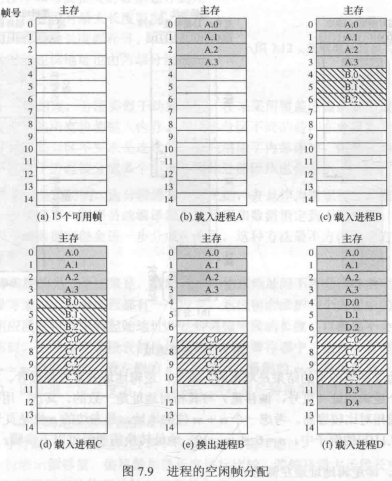 帧号
主存
0
1
2
3
4
5
6
7
8
9
10
11
12
13
14
(a) 15个可用帧
主存
0 A.0
1 A.1
2 A.2
3 A.3
4
5
6
7
8
9
10
11
12
13
14
(b) 载入进程A
主存
0 A.0
1 A.1
2 A.2
3 A.3
4 B.0
5 B.1
6 B.2
7
8
9
10
11
12
13
14
(c) 载入进程B
主存
0 A.0
1 A.1
2 A.2
3 A.3
4 B.0
5 B.1
6 B.2
7 C.0
8 C.1
9 C.2
10 C.3
11
12
13
14
(d) 载入进程C
主存
0 A.0
1 A.1
2 A.2
3 A.3
4
5
6
7 C.0
8 C.1
9 C.2
10 C.3
11
12
13
14
(e) 换出进程B
主存
0 A.0
1 A.1
2 A.2
3 A.3
4 D.0
5 D.1
6 D.2
7 C.0
8 C.1
9 C.2
10 C.3
11 D.3
12 D.4
13
14
(f) 载入进程D
图 7.9 进程的空闲帧分配